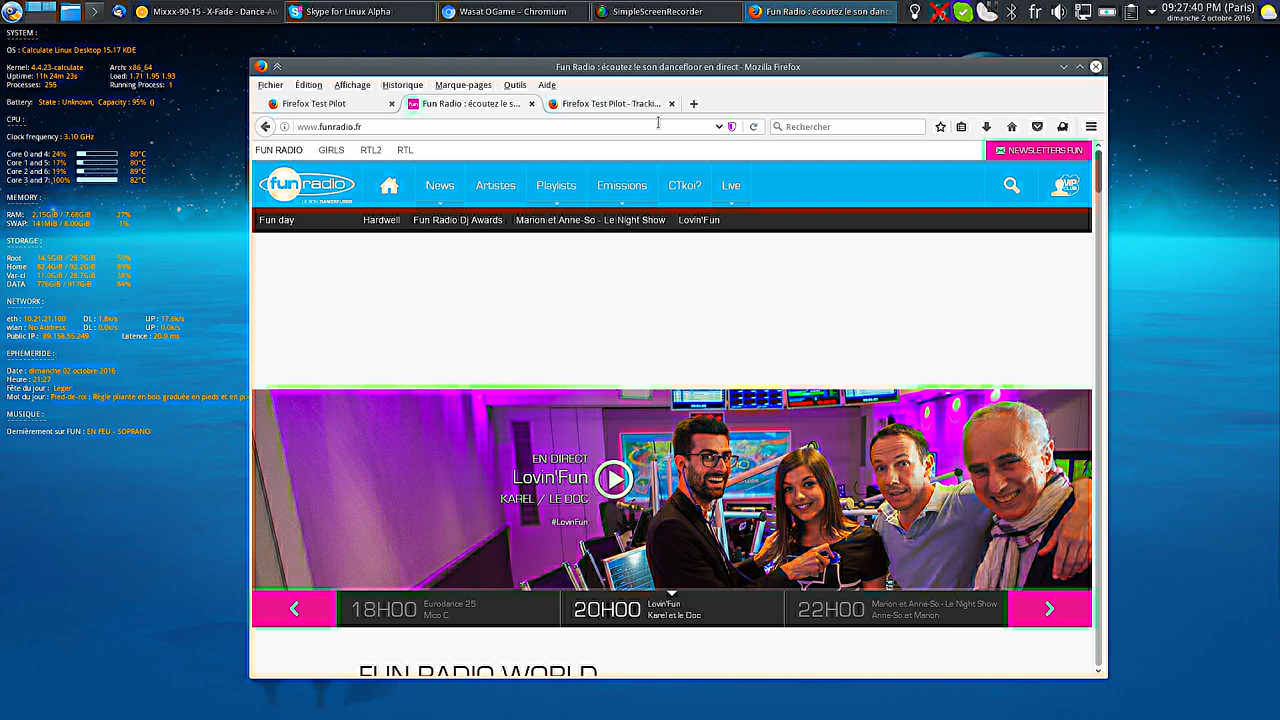 Mixxx-90-15 - X-Fade - Dance-Aw
Skype for Linux Alpha
Wasat OGame – Chromium
SimpleScreenRecorder
Fun Radio : écoutez le son danc
fr
09:27:40 PM (Paris)
dimanche 2 octobre 2016
SYSTEM :
OS : Calculate Linux Desktop 15.17 KDE
Kernel: 4.4.23-calculate Arch: x86_64
Uptime: 11h 24m 23s Load: 1.71 1.95 1.93
Processes: 255 Running Process: 1
Battery: State : Unknown, Capacity : 95% ()
CPU :
Clock frequency : 3.10 GHz
Core 0 and 4: 24% 80°C
Core 1 and 5: 17% 80°C
Core 2 and 6: 19% 89°C
Core 3 and 7: 100% 82°C
MEMORY :
RAM: 2.15GiB / 7.68GiB 27%
SWAP: 141MiB / 8.00GiB 1%
STORAGE :
Root 14.5GiB / 28.7GiB 50%
Home 82.4GiB / 92.2GiB 89%
Var-cl 11.0GiB / 28.7GiB 38%
DATA 776GiB / 917GiB 84%
NETWORK :
eth : 10.21.21.100 DL : 1.8k/s UP : 17.6k/s
wlan : No Address DL : 0.0k/s UP : 0.0k/s
Public IP : 89.158.55.249 Latence : 20.9 ms
EPHEMERIDE :
Date : dimanche 02 octobre 2016
Heure : 21:27
Fête du jour : Léger
Mot du jour : Pied-de-roi : Règle pliante en bois graduée en pieds et en po
MUSIQUE :
Dernièrement sur FUN : EN FEU - SOPRANO
Fun Radio : écoutez le son dancefloor en direct - Mozilla Firefox
Fichier Édition Affichage Historique Marque-pages Outils Aide
Firefox Test Pilot
Fun Radio : écoutez le s...
Firefox Test Pilot - Tracki...
www.funradio.fr
Rechercher
FUN RADIO GIRLS RTL2 RTL
NEWSLETTERS FUN
fun radio
LE SON DANCEFLOOR
News Artistes Playlists Emissions CTkoi? Live
VIP CLUB
Fun day Hardwell Fun Radio Dj Awards Marion et Anne-So - Le Night Show Lovin'Fun
EN DIRECT
Lovin'Fun
KAREL / LE DOC
#LovinFun
18H00 Eurodance 25
Mico C
20H00 Lovin'Fun
Karel et le Doc
22H00 Marion et Anne-So - Le Night Show
Anne-So et Marion
FUN RADIO WORLD